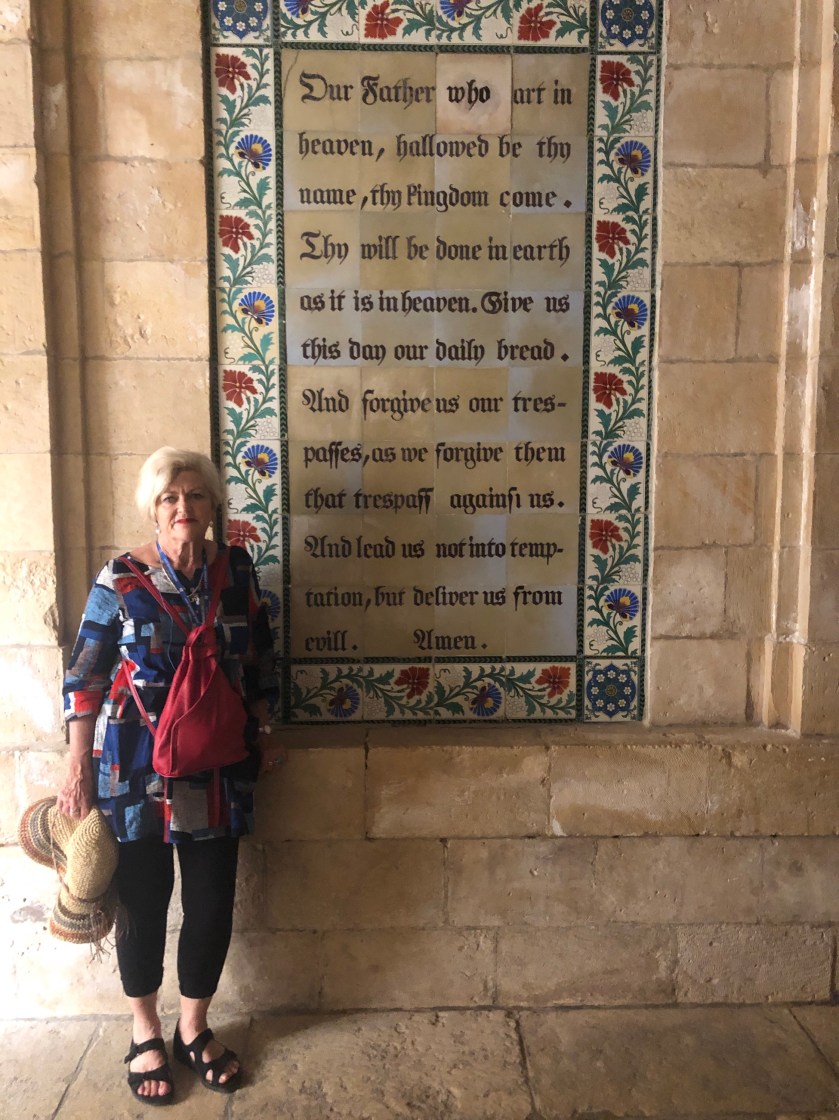 Our Father who art in
heaven, hallowed be thy
name, thy kingdom come.
Thy will be done in earth
as it is in heaven. Give us
this day our daily bread.
And forgive us our tres-
paſſes, as we forgive them
that treſpaſſ againſt us.
And lead us not into temp-
tation, but deliver us from
evill. Amen.